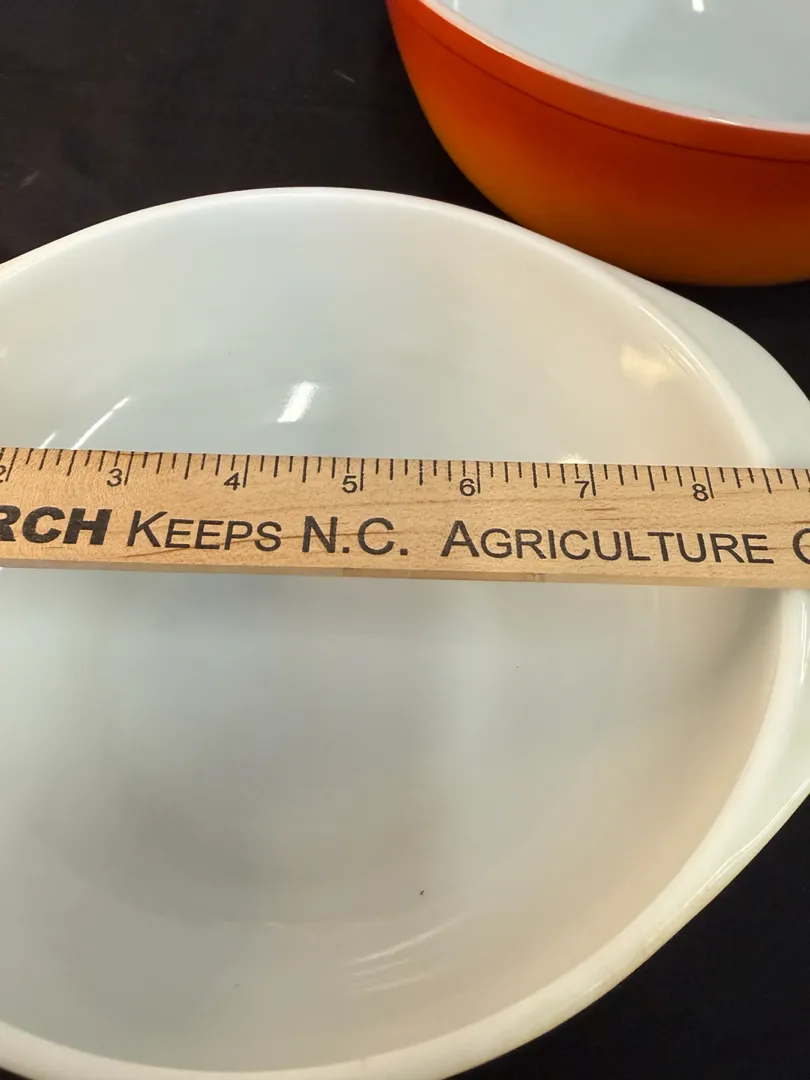 2 3 4 5 6 7 8
RCH KEEPS N.C. AGRICULTURE